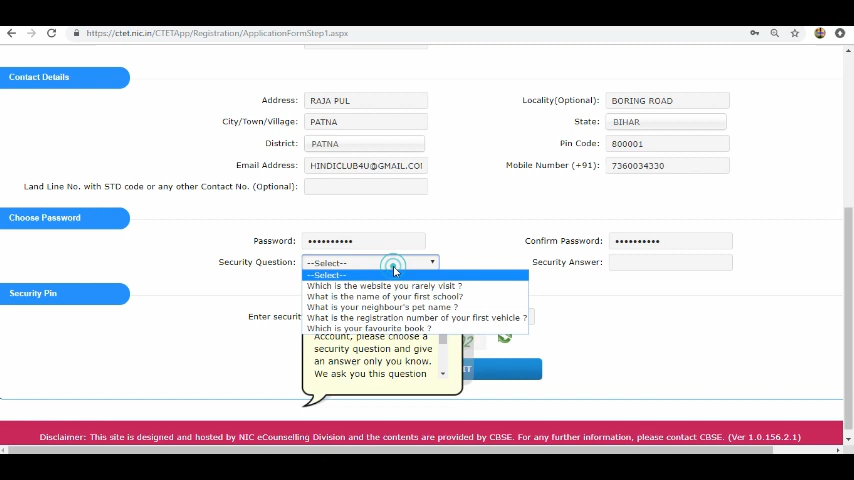 https://ctet.nic.in/CTETApp/Registration/ApplicationFormStep1.aspx
Contact Details
Address: RAJA PUL Locality(Optional): BORING ROAD
City/Town/Village: PATNA State: BIHAR
District: PATNA Pin Code: 800001
Email Address: HINDICLUB4U@GMAIL.CO Mobile Number (+91): 7360034330
Land Line No. with STD code or any other Contact No. (Optional):
Choose Password
Password: •••••••••• Confirm Password: ••••••••••
Security Question: --Select-- Security Answer:
--Select--
Which is the website you rarely visit ?
What is the name of your first school?
What is your neighbour's pet name ?
What is the registration number of your first vehicle ?
Which is your favourite book ?
Security Pin
Enter securit
Account, please choose a
security question and give
an answer only you know.
We ask you this question
IT
Disclaimer: This site is designed and hosted by NIC eCounselling Division and the contents are provided by CBSE. For any further information, please contact CBSE. (Ver 1.0.156.2.1)